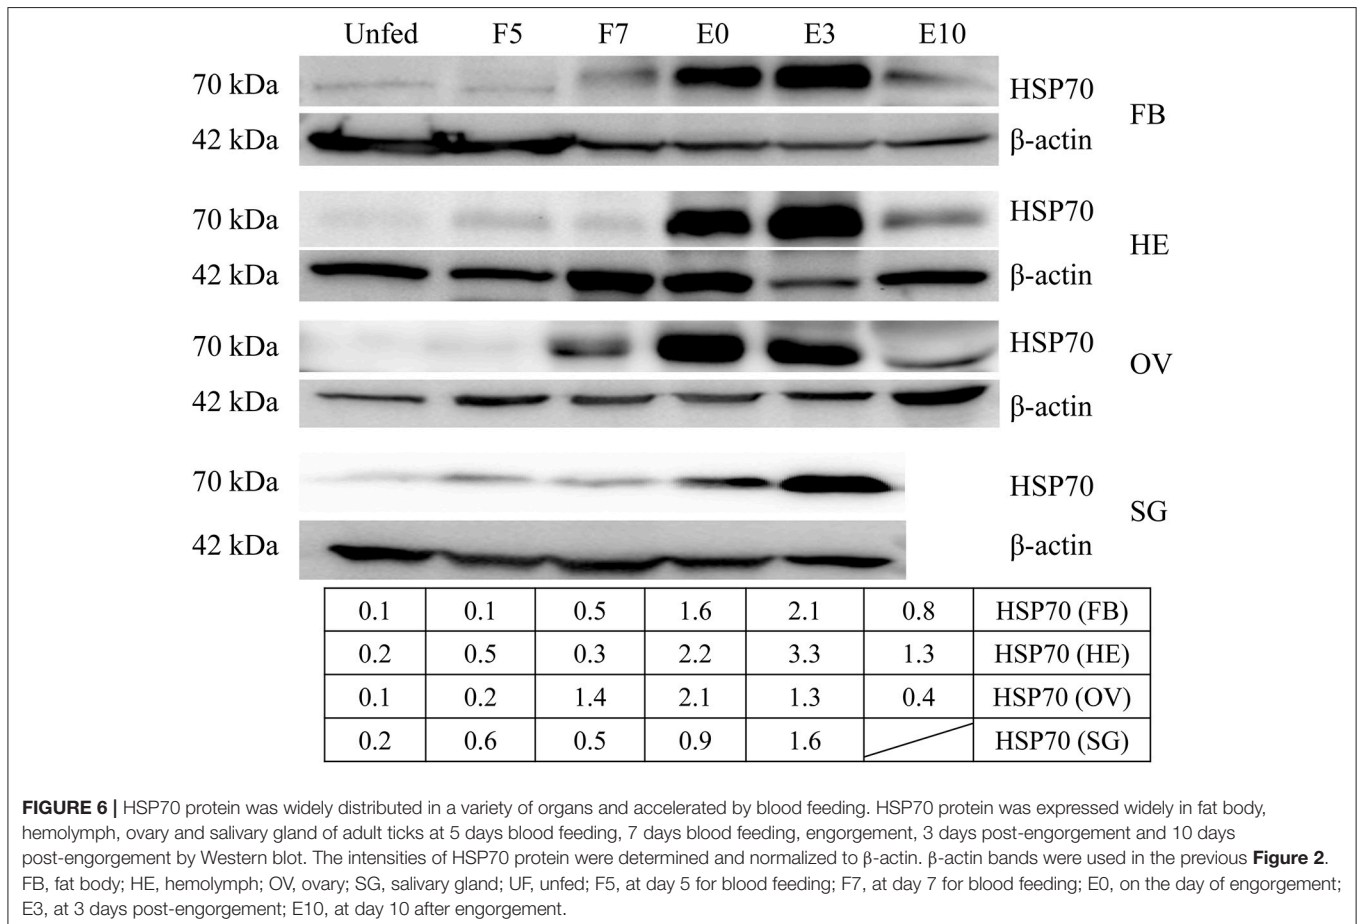 Unfed F5 F7 E0 E3 E10
70 kDa HSP70
FB
42 kDa β-actin
70 kDa HSP70
HE
42 kDa β-actin
70 kDa HSP70
OV
42 kDa β-actin
70 kDa HSP70
SG
42 kDa β-actin
0.1 0.1 0.5 1.6 2.1 0.8 HSP70 (FB)
0.2 0.5 0.3 2.2 3.3 1.3 HSP70 (HE)
0.1 0.2 1.4 2.1 1.3 0.4 HSP70 (OV)
0.2 0.6 0.5 0.9 1.6 HSP70 (SG)
FIGURE 6 | HSP70 protein was widely distributed in a variety of organs and accelerated by blood feeding. HSP70 protein was expressed widely in fat body,
hemolymph, ovary and salivary gland of adult ticks at 5 days blood feeding, 7 days blood feeding, engorgement, 3 days post-engorgement and 10 days
post-engorgement by Western blot. The intensities of HSP70 protein were determined and normalized to β-actin. β-actin bands were used in the previous Figure 2.
FB, fat body; HE, hemolymph; OV, ovary; SG, salivary gland; UF, unfed; F5, at day 5 for blood feeding; F7, at day 7 for blood feeding; E0, on the day of engorgement;
E3, at 3 days post-engorgement; E10, at day 10 after engorgement.